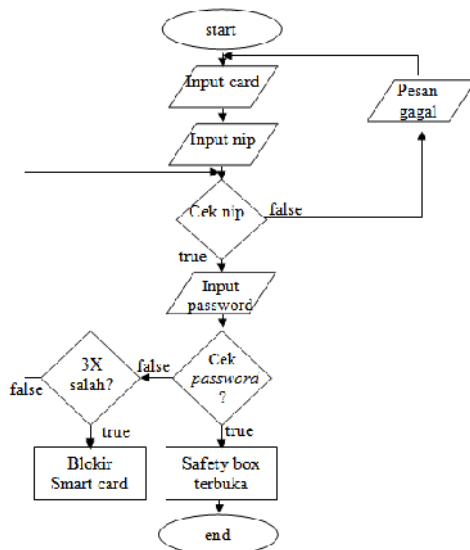 start
Input card
Pesan
gagal
Input nip
Cek nip
false
true
Input
password
3X
salah?
false
Cek
password
?
false
true
true
Blokir
Smart card
Safety box
terbuka
end